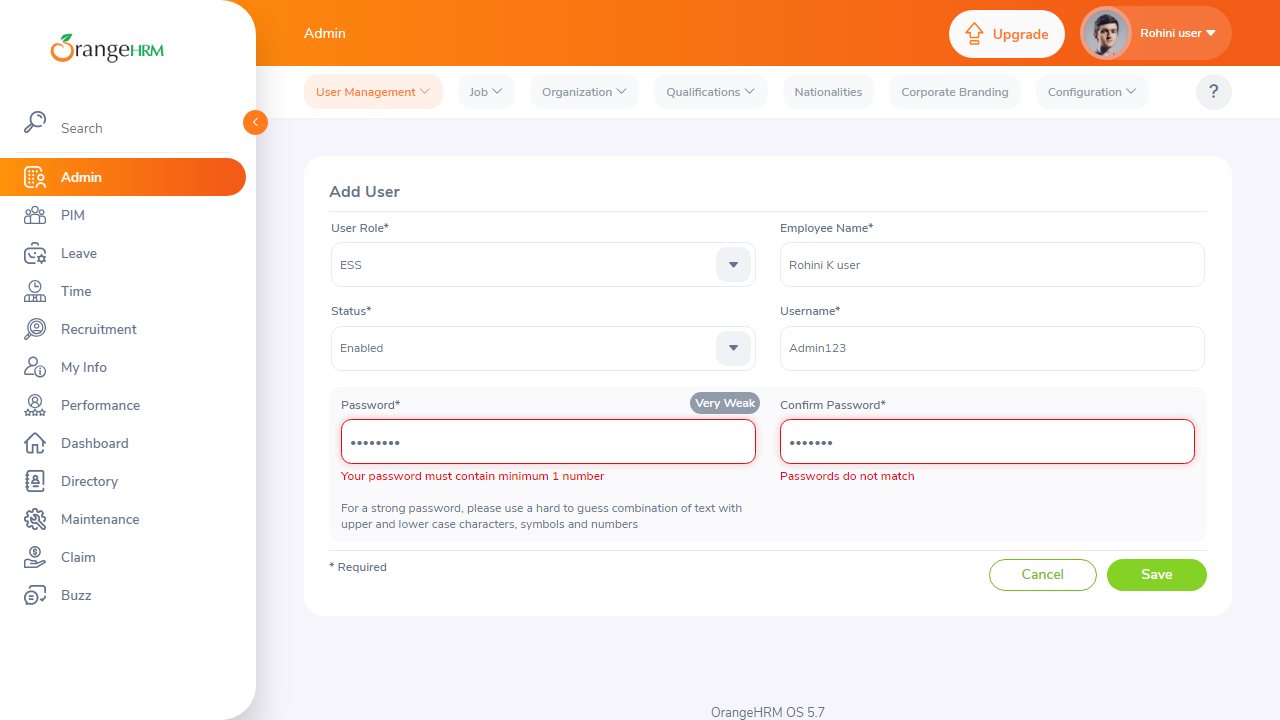 OrangeHRM
Search
Admin
PIM
Leave
Time
Recruitment
My Info
Performance
Dashboard
Directory
Maintenance
Claim
Buzz
Admin
Upgrade
Rohini user
User Management
Job
Organization
Qualifications
Nationalities
Corporate Branding
Configuration
?
Add User
User Role*
Employee Name*
ESS
Rohini K user
Status*
Username*
Enabled
Admin123
Password*
Very Weak
Confirm Password*
••••••••
•••••••
Your password must contain minimum 1 number
Passwords do not match
For a strong password, please use a hard to guess combination of text with
upper and lower case characters, symbols and numbers
* Required
Cancel
Save
OrangeHRM OS 5.7